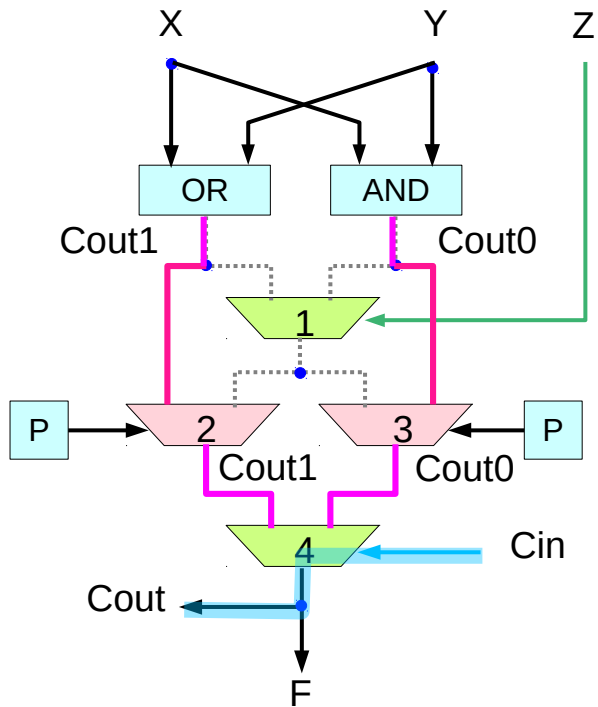 X Y Z
OR AND
Cout1 Cout0
1
P 2 3 P
Cout1 Cout0
4 Cin
Cout
F